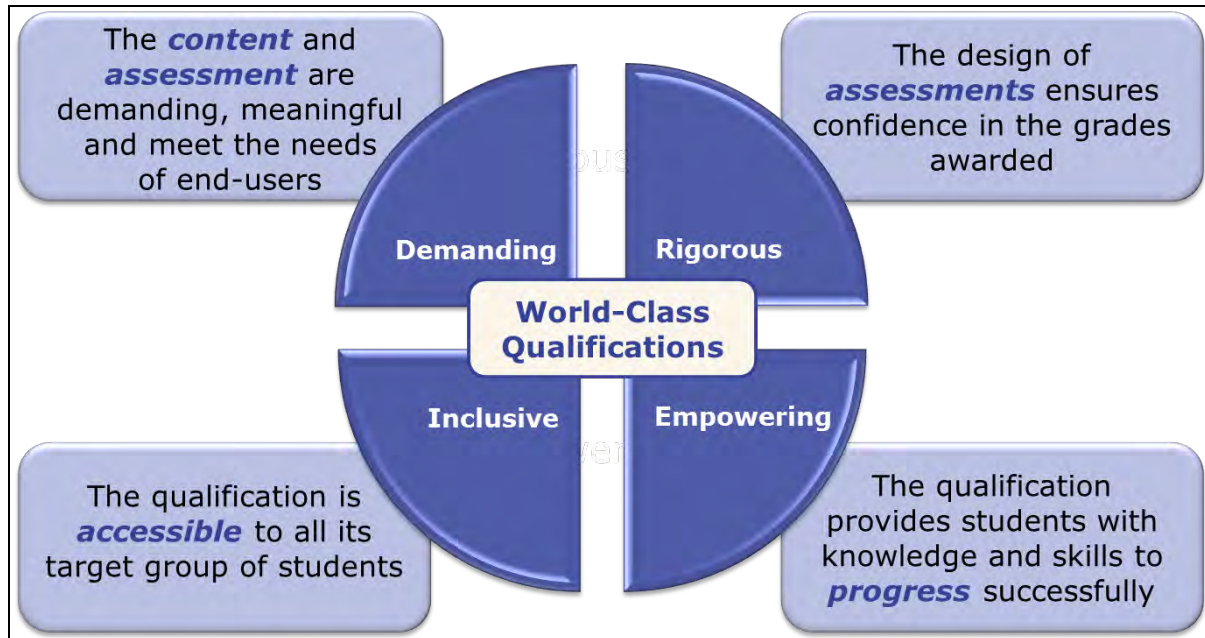 The content and
assessment are
demanding, meaningful
and meet the needs
of end-users
The design of
assessments ensures
confidence in the grades
awarded
Demanding
Rigorous
World-Class
Qualifications
Inclusive
Empowering
The qualification is
accessible to all its
target group of students
The qualification
provides students with
knowledge and skills to
progress successfully